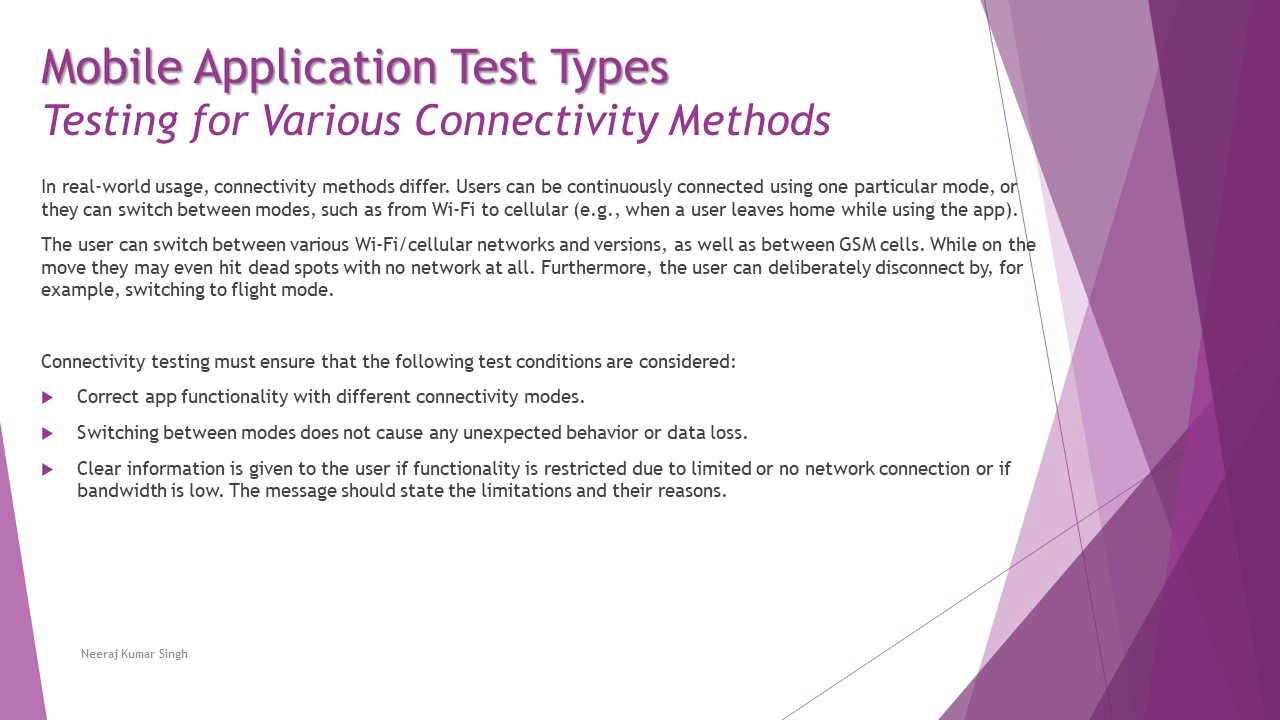 Mobile Application Test Types
Testing for Various Connectivity Methods
In real-world usage, connectivity methods differ. Users can be continuously connected using one particular mode, or
they can switch between modes, such as from Wi-Fi to cellular (e.g., when a user leaves home while using the app).
The user can switch between various Wi-Fi/cellular networks and versions, as well as between GSM cells. While on the
move they may even hit dead spots with no network at all. Furthermore, the user can deliberately disconnect by, for
example, switching to flight mode.
Connectivity testing must ensure that the following test conditions are considered:
Correct app functionality with different connectivity modes.
Switching between modes does not cause any unexpected behavior or data loss.
Clear information is given to the user if functionality is restricted due to limited or no network connection or if
bandwidth is low. The message should state the limitations and their reasons.
Neeraj Kumar Singh